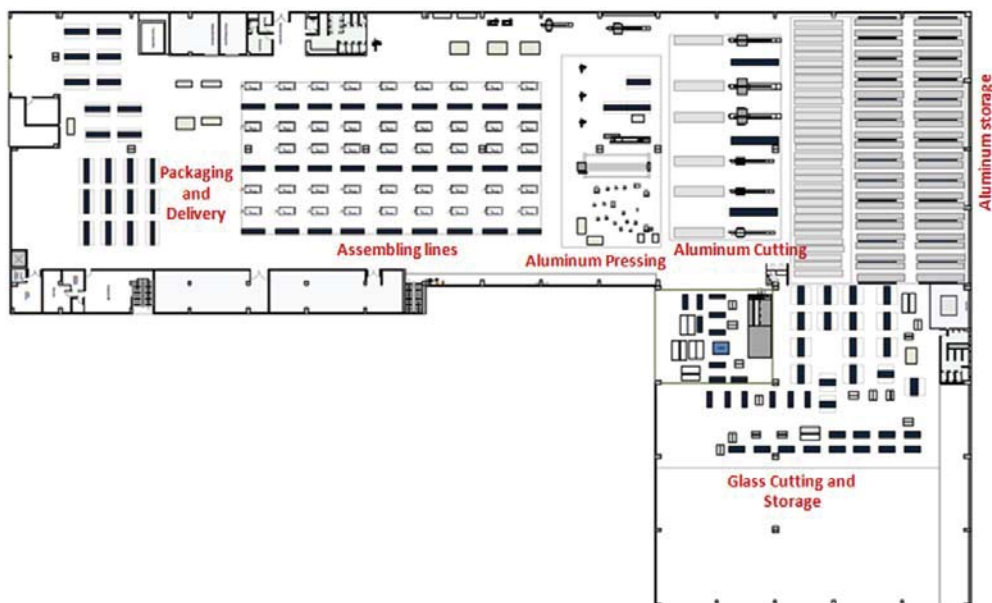 Packaging
and
Delivery
Assembling lines
Aluminum Pressing
Aluminum Cutting
Aluminum storage
Glass Cutting and
Storage